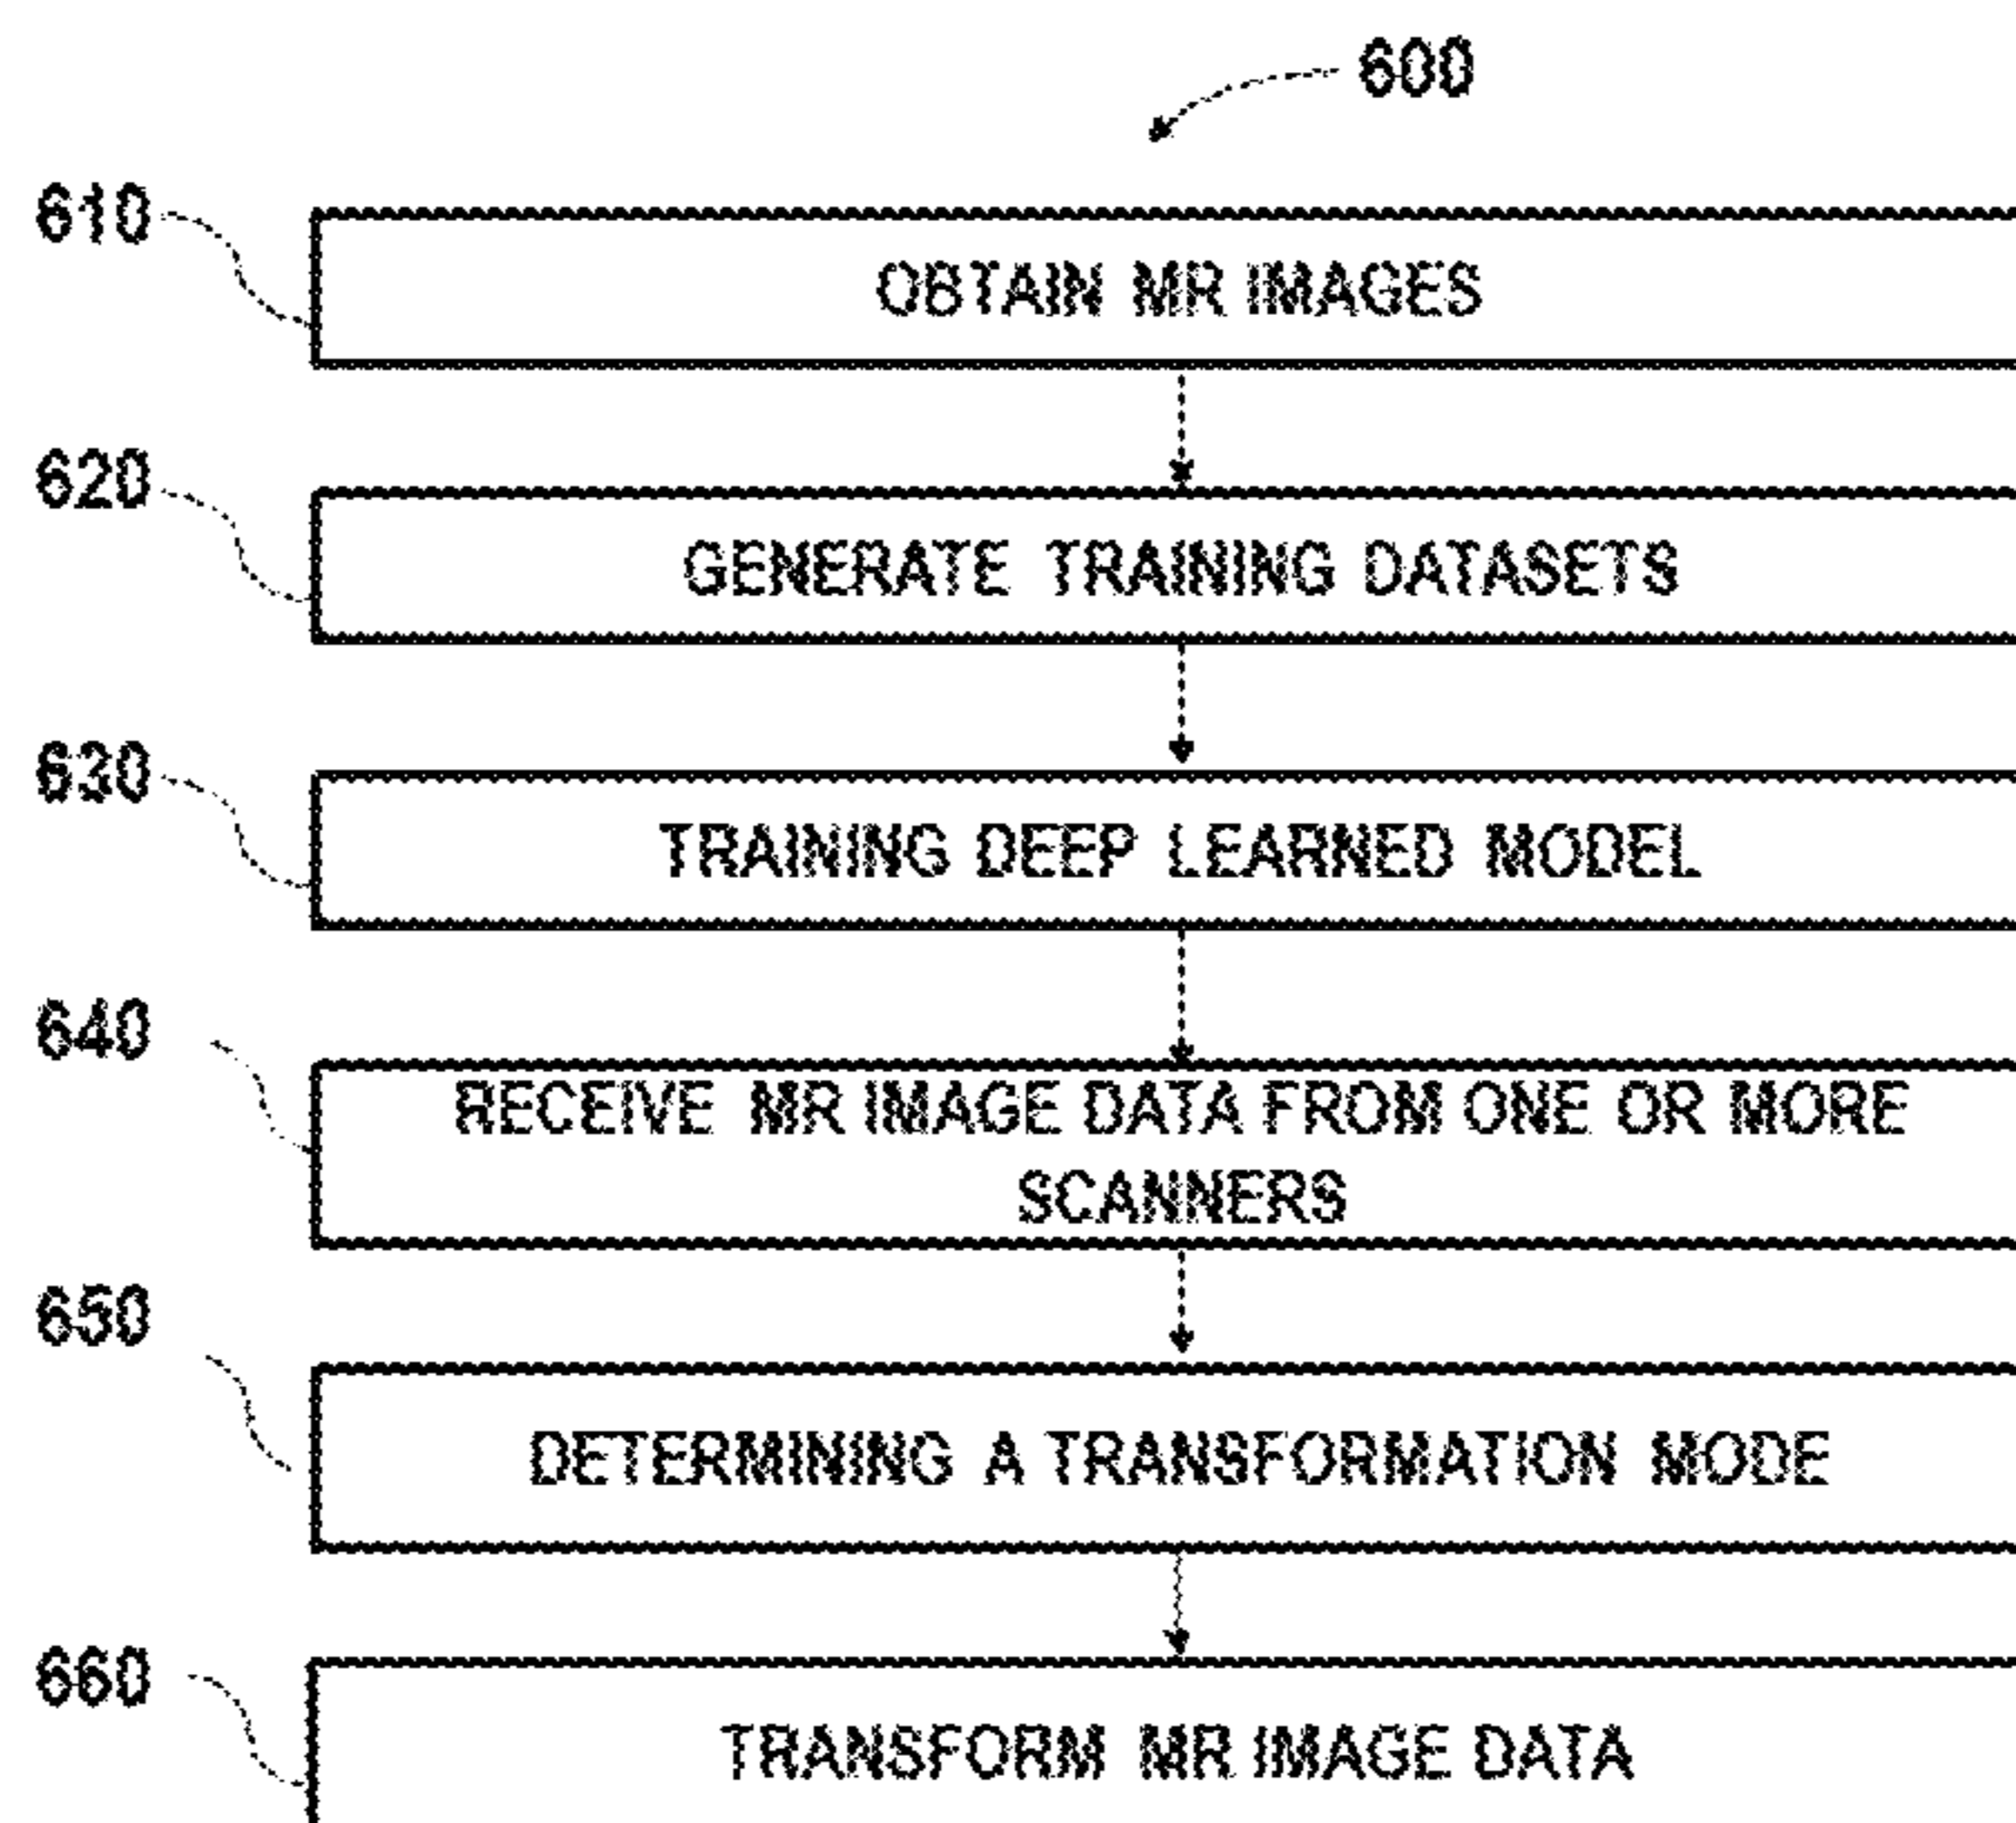 600
610
OBTAIN MR IMAGES
620
GENERATE TRAINING DATASETS
630
TRAINING DEEP LEARNED MODEL
640
RECEIVE MR IMAGE DATA FROM ONE OR MORE
SCANNERS
650
DETERMINING A TRANSFORMATION MODE
660
TRANSFORM MR IMAGE DATA